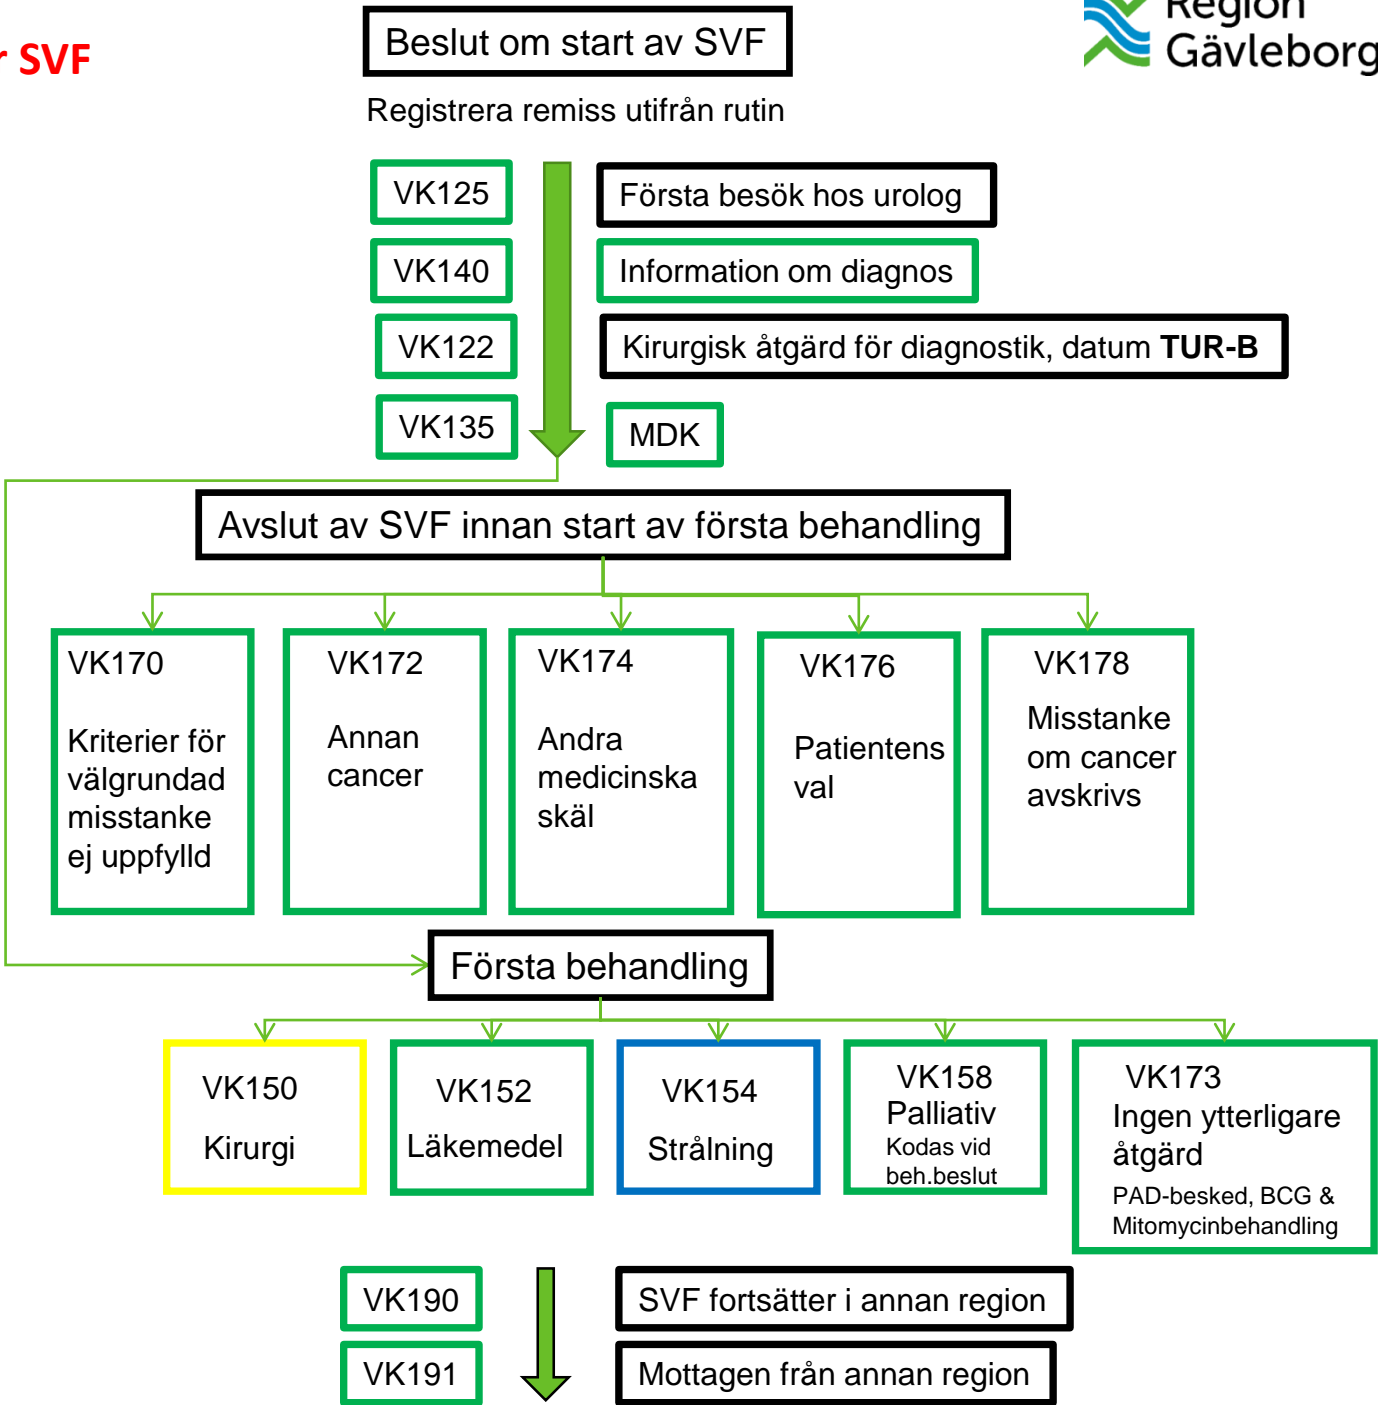 r SVF
Beslut om start av SVF
Region
Gävleborg
Registrera remiss utifrån rutin
VK125
Första besök hos urolog
VK140
Information om diagnos
VK122
Kirurgisk åtgärd för diagnostik, datum TUR-B
VK135
MDK
Avslut av SVF innan start av första behandling
VK170
Kriterier för
välgrundad
misstanke
ej uppfylld
VK172
Annan
cancer
VK174
Andra
medicinska
skäl
VK176
Patientens
val
VK178
Misstanke
om cancer
avskrivs
Första behandling
VK150
Kirurgi
VK152
Läkemedel
VK154
Strålning
VK158
Palliativ
Kodas vid
beh.beslut
VK173
Ingen ytterligare
åtgärd
PAD-besked, BCG &
Mitomycinbehandling
VK190
SVF fortsätter i annan region
VK191
Mottagen från annan region